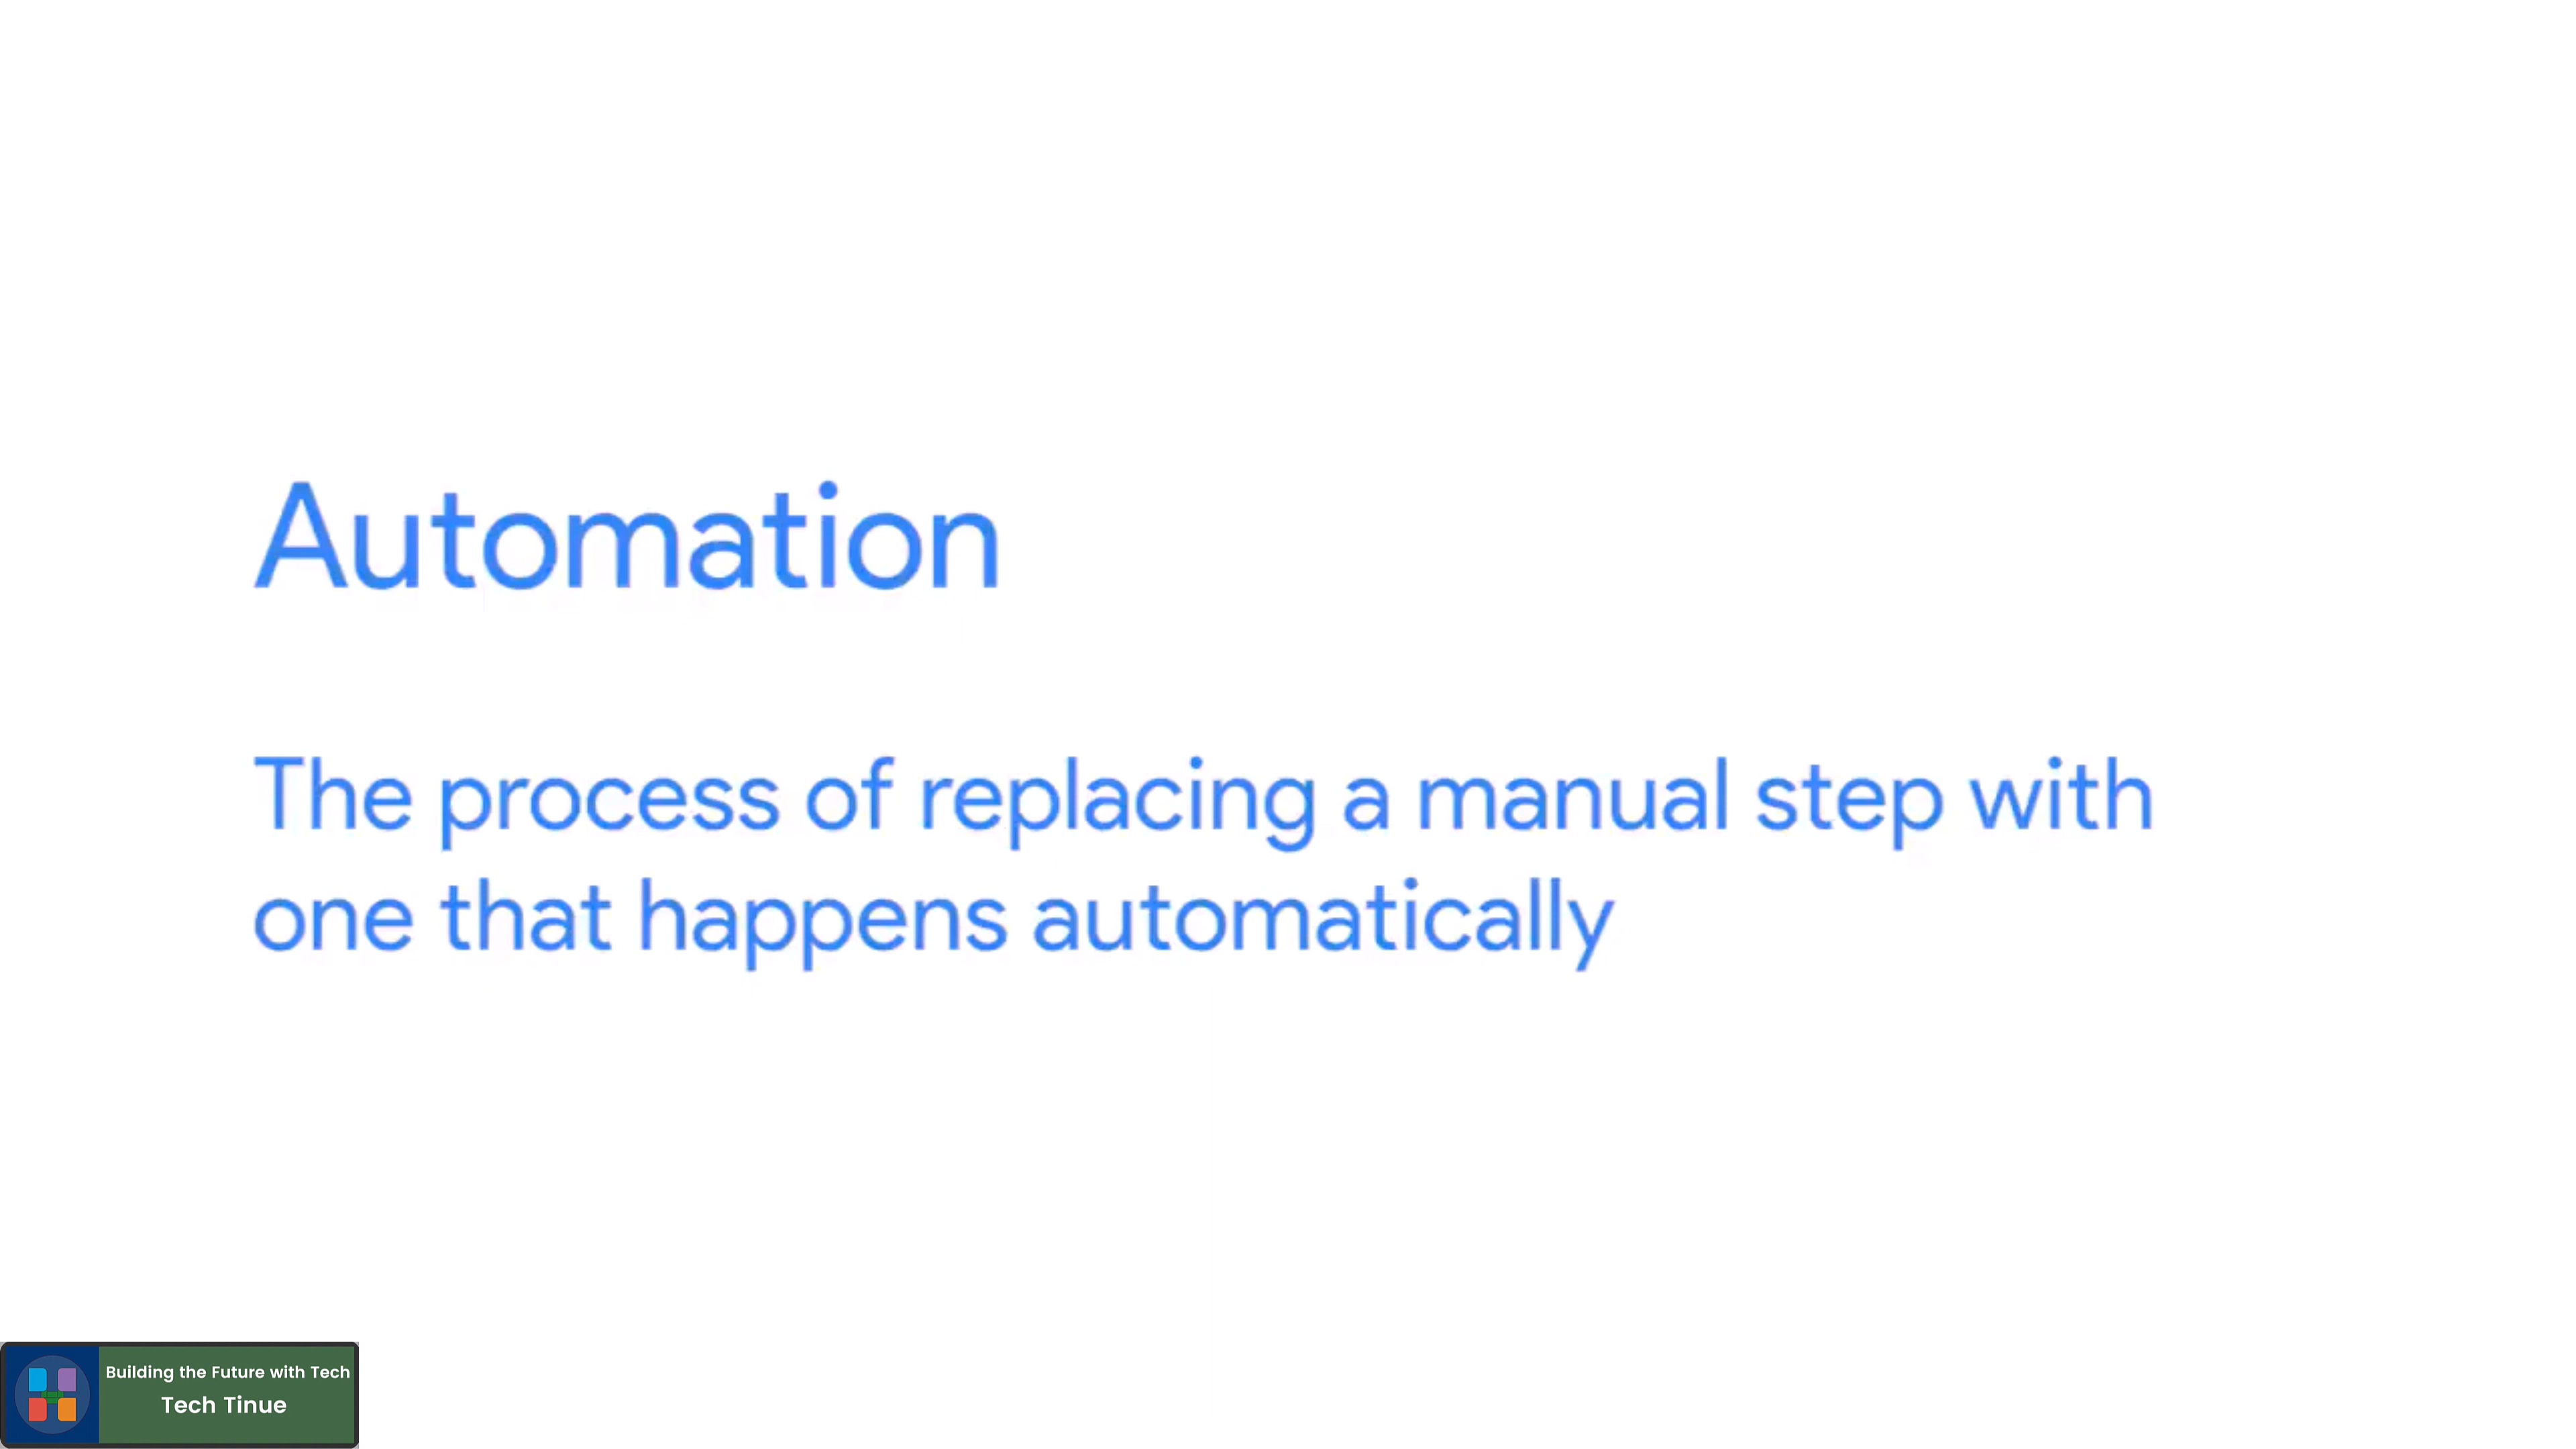 Automation
The process of replacing a manual step with
one that happens automatically
Building the Future with Tech
Tech Tinue